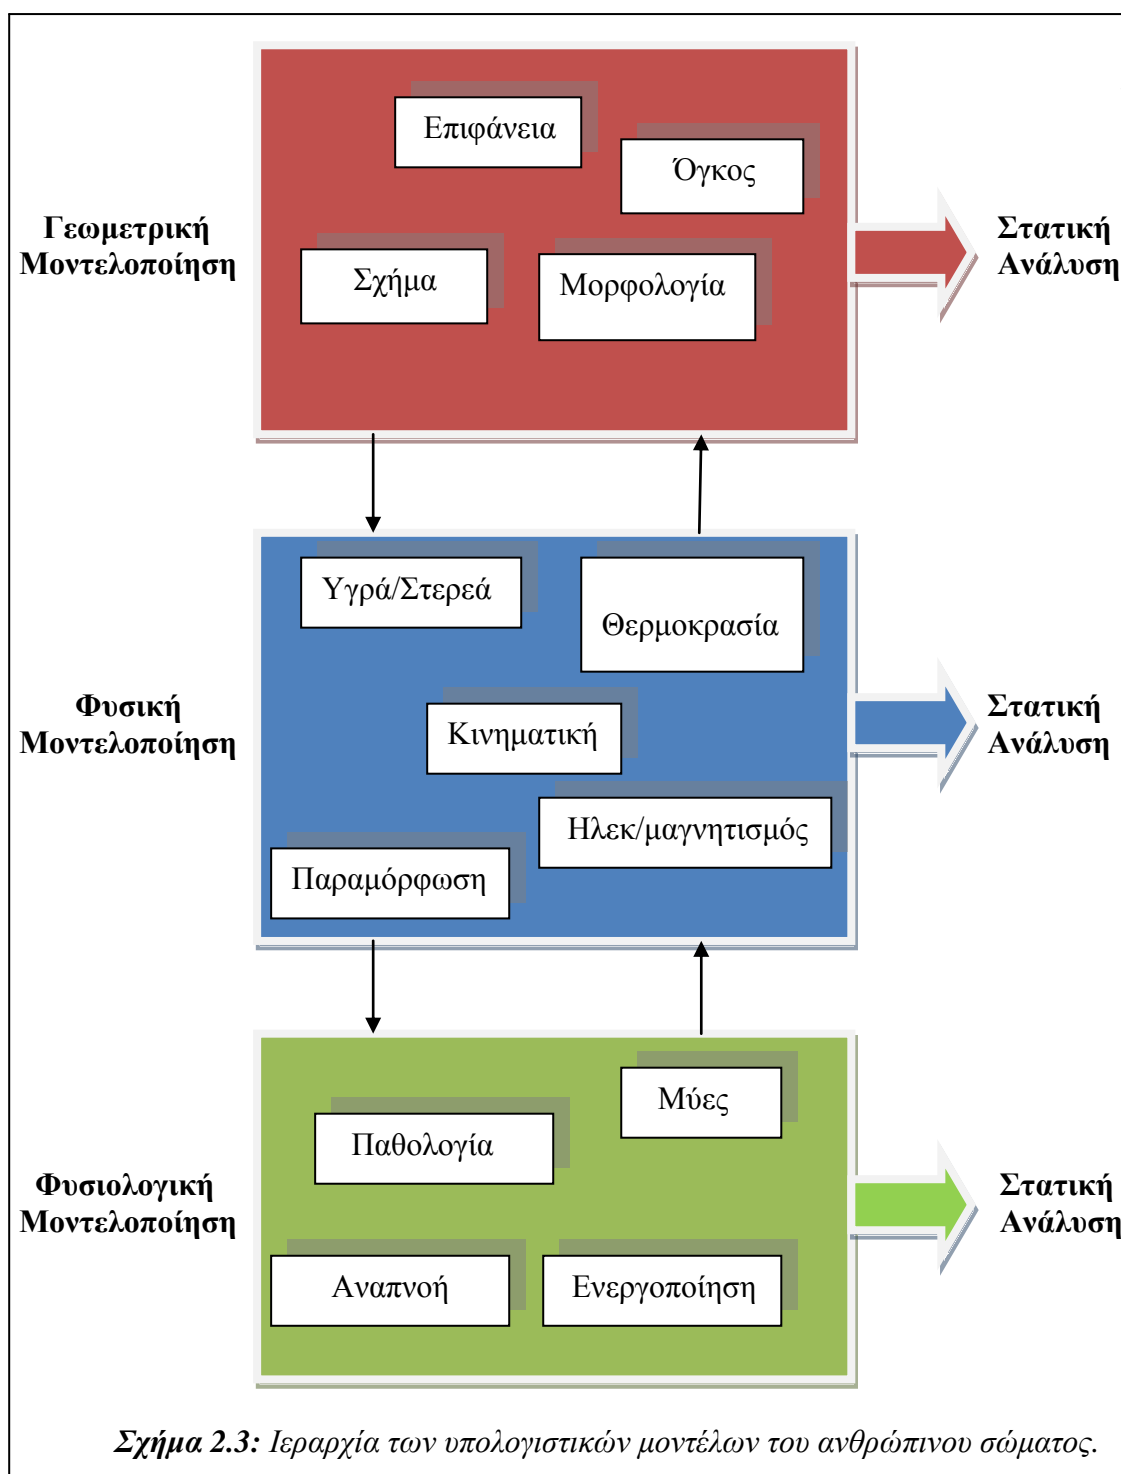 Επιφάνεια
Όγκος
Γεωμετρική
Μοντελοποίηση
Σχήμα
Μορφολογία
Στατική
Ανάλυση
Υγρά/Στερεά
Θερμοκρασία
Φυσική
Μοντελοποίηση
Κινηματική
Στατική
Ανάλυση
Ηλεκ/μαγνητισμός
Παραμόρφωση
Μύες
Παθολογία
Φυσιολογική
Μοντελοποίηση
Στατική
Ανάλυση
Αναπνοή
Ενεργοποίηση
Σχήμα 2.3: Ιεραρχία των υπολογιστικών μοντέλων του ανθρώπινου σώματος.